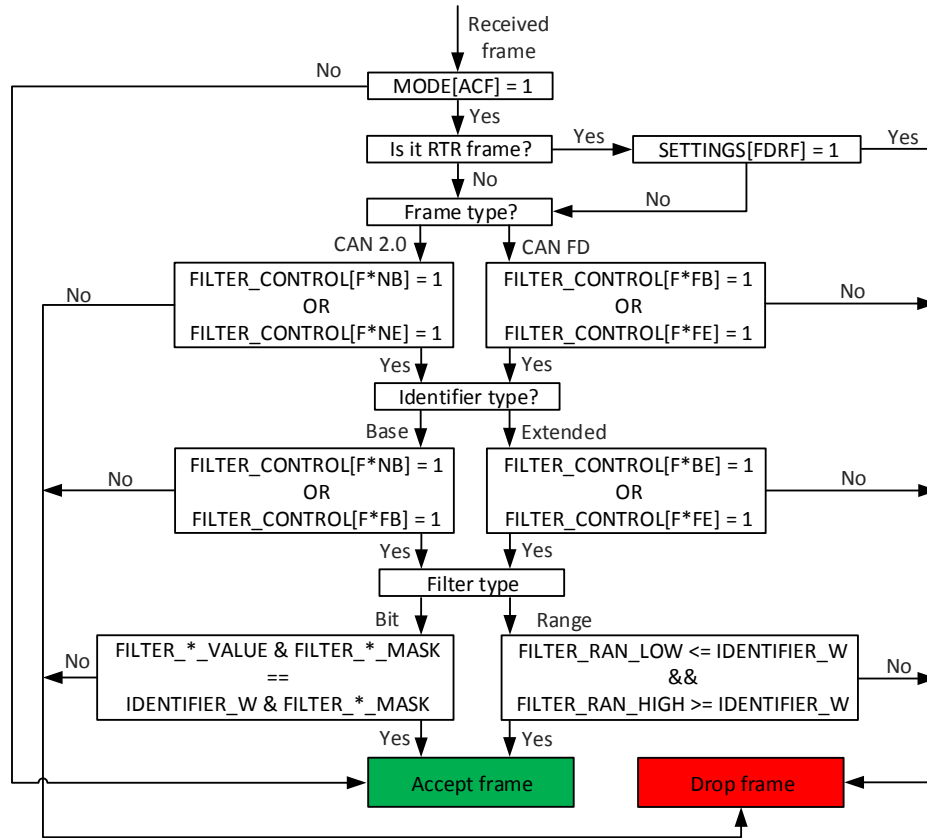 Received
frame
No
MODE[ACF] = 1
Yes
Is it RTR frame?
Yes
SETTINGS[FDRF] = 1
Yes
No
No
Frame type?
CAN 2.0
CAN FD
FILTER_CONTROL[F*NB] = 1
OR
FILTER_CONTROL[F*NE] = 1
No
FILTER_CONTROL[F*FB] = 1
OR
FILTER_CONTROL[F*FE] = 1
No
Yes
Yes
Identifier type?
Base
Extended
FILTER_CONTROL[F*NB] = 1
OR
FILTER_CONTROL[F*FB] = 1
No
FILTER_CONTROL[F*BE] = 1
OR
FILTER_CONTROL[F*FE] = 1
No
Yes
Yes
Filter type
Bit
Range
FILTER_*_VALUE & FILTER_*_MASK
==
IDENTIFIER_W & FILTER_*_MASK
No
FILTER_RAN_LOW <= IDENTIFIER_W
&&
FILTER_RAN_HIGH >= IDENTIFIER_W
No
Yes
Yes
Accept frame
Drop frame